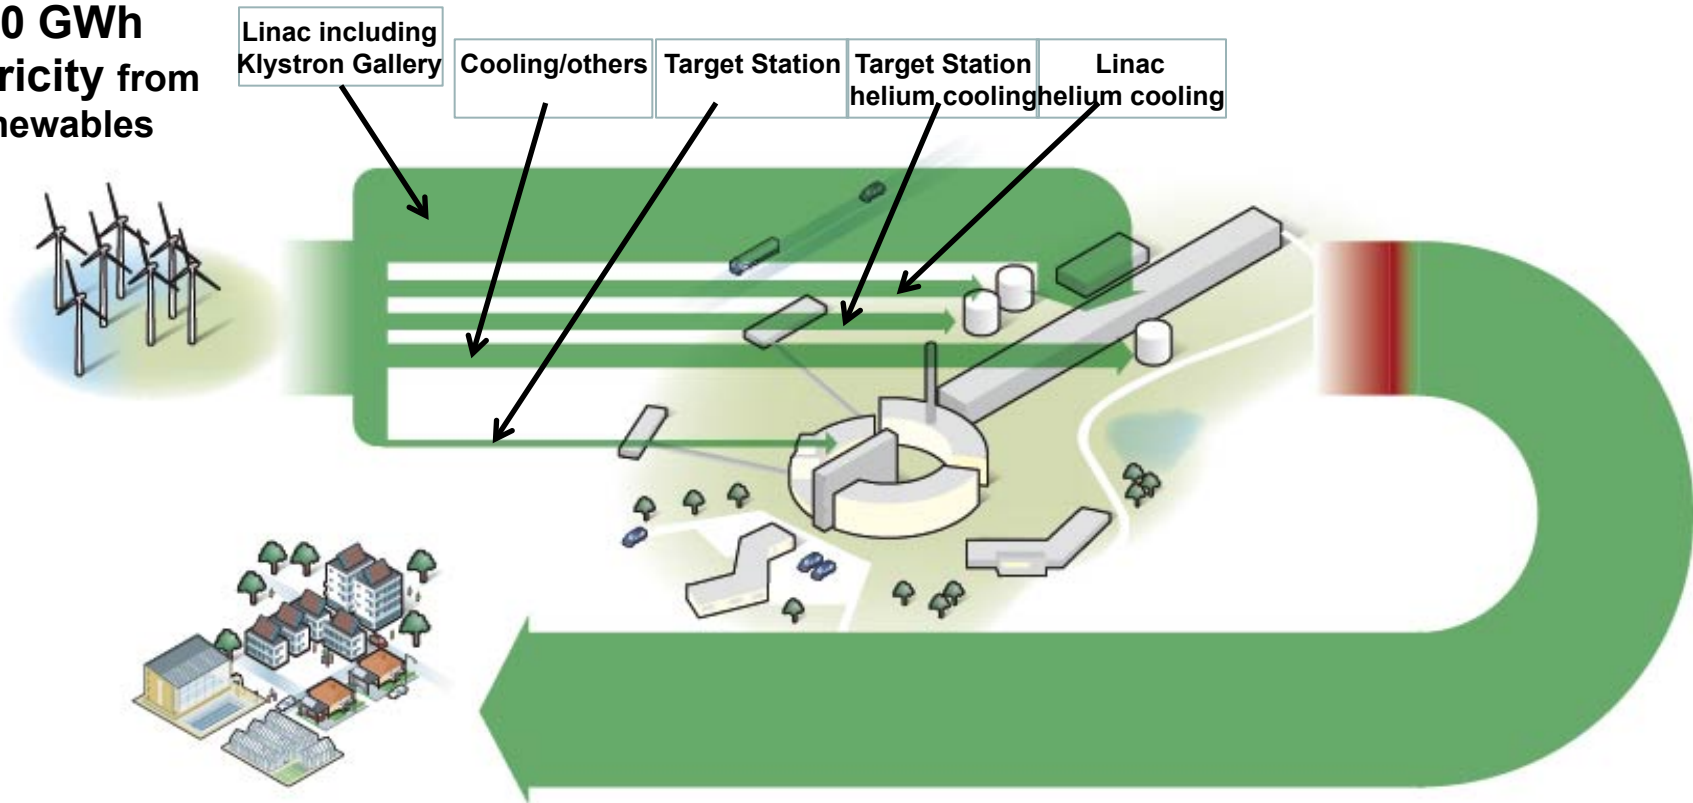 0 GWh
ricity from
newables
Linac including
Klystron Gallery
Cooling/others
Target Station
Target Station
helium cooling
Linac
helium cooling